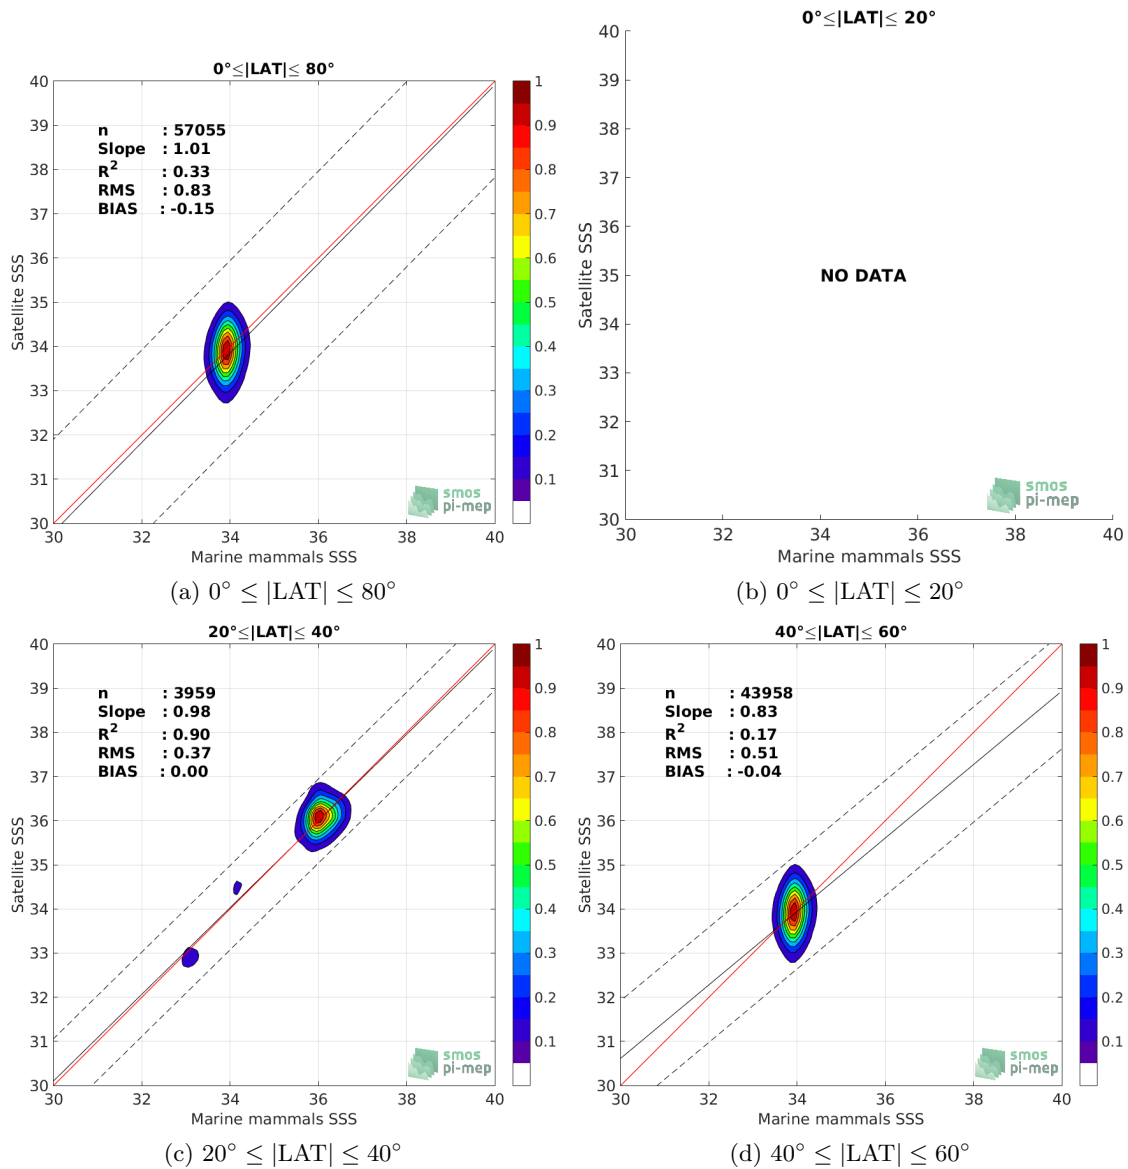 0°≤|LAT|≤ 80°
40
39
38
37
36
35
34
33
32
31
30
Satellite SSS
n : 57055
Slope : 1.01
R² : 0.33
RMS : 0.83
BIAS : -0.15
smos
pi-mep
30 32 34 36 38 40
Marine mammals SSS
1
0.9
0.8
0.7
0.6
0.5
0.4
0.3
0.2
0.1
(a) 0° ≤ |LAT| ≤ 80°
0°≤|LAT|≤ 20°
40
39
38
37
36
35
34
33
32
31
30
Satellite SSS
NO DATA
smos
pi-mep
30 32 34 36 38 40
Marine mammals SSS
(b) 0° ≤ |LAT| ≤ 20°
20°≤|LAT|≤ 40°
40
39
38
37
36
35
34
33
32
31
30
Satellite SSS
n : 3959
Slope : 0.98
R² : 0.90
RMS : 0.37
BIAS : 0.00
smos
pi-mep
30 32 34 36 38 40
Marine mammals SSS
1
0.9
0.8
0.7
0.6
0.5
0.4
0.3
0.2
0.1
(c) 20° ≤ |LAT| ≤ 40°
40°≤|LAT|≤ 60°
40
39
38
37
36
35
34
33
32
31
30
Satellite SSS
n : 43958
Slope : 0.83
R² : 0.17
RMS : 0.51
BIAS : -0.04
smos
pi-mep
30 32 34 36 38 40
Marine mammals SSS
1
0.9
0.8
0.7
0.6
0.5
0.4
0.3
0.2
0.1
(d) 40° ≤ |LAT| ≤ 60°